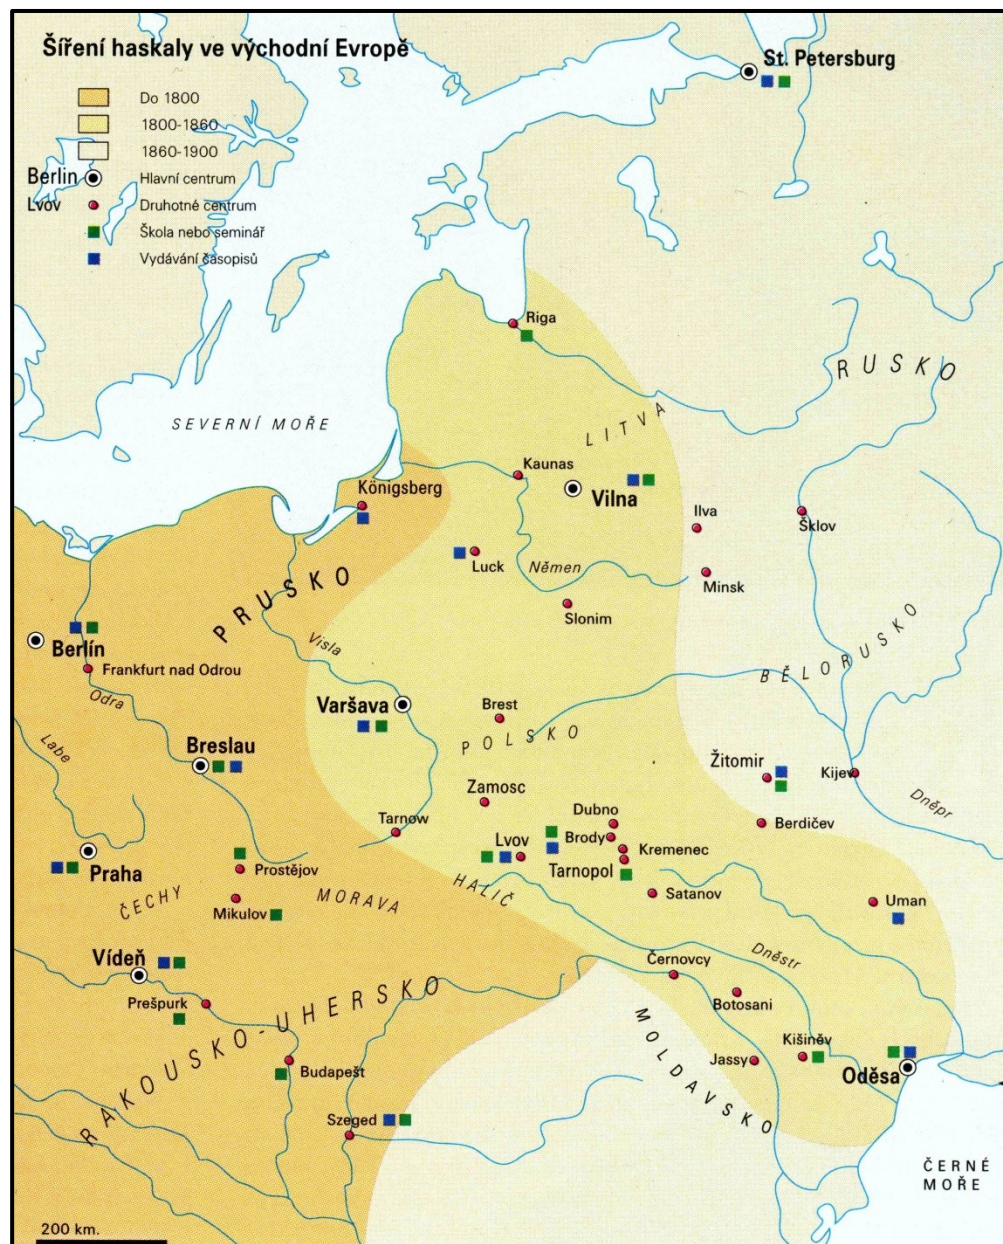 Šíření haskaly ve východní Evropě
Do 1800
1800-1860
1860-1900
Berlin Hlavní centrum
Lvov Druhotné centrum
Škola nebo seminář
Vydávání časopisů
St. Petersburg
Riga
RUSKO
LITVA
SEVERNÍ MOŘE
Kaunas
Königsberg
Vilna
Ilva
Šklov
Luck
Němen
Minsk
PRUSKO
Slonim
BĚLORUSKO
Berlín
Visla
Frankfurt nad Odrou
Odra
Varšava
Brest
POLSKO
Labe
Breslau
Žitomir
Kijev
Zamosc
Dněpr
Tarnow
Dubno
Berdičev
Brody
Lvov
Kremenec
Praha
Prostějov
Tarnopol
HALIČ
Satanov
ČECHY
MORAVA
Uman
Mikulov
Vídeň
Dněstr
Černovcy
Prešpurk
Botosani
RAKOUSKO-UHERSKO
MOLDAVSKO
Kišiněv
Jassy
Budapešt
Oděsa
Szeged
ČERNÉ
MOŘE
200 km.